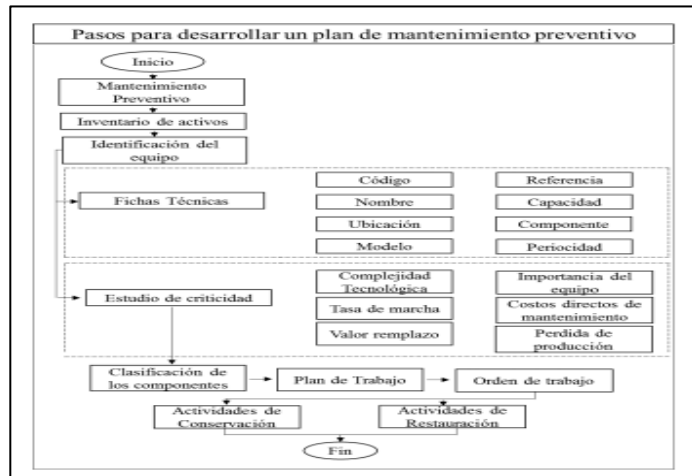 Pasos para desarrollar un plan de mantenimiento preventivo
Inicio
Mantenimiento
Preventivo
Inventario de activos
Identificación del
equipo
Fichas Técnicas
Código
Referencia
Nombre
Capacidad
Ubicación
Componente
Modelo
Periocidad
Estudio de criticidad
Complejidad
Tecnológica
Importancia del
equipo
Tasa de marcha
Costos directos de
mantenimiento
Valor remplazo
Perdida de
producción
Clasificación de
los componentes
Plan de Trabajo
Orden de trabajo
Actividades de
Conservación
Actividades de
Restauración
Fin